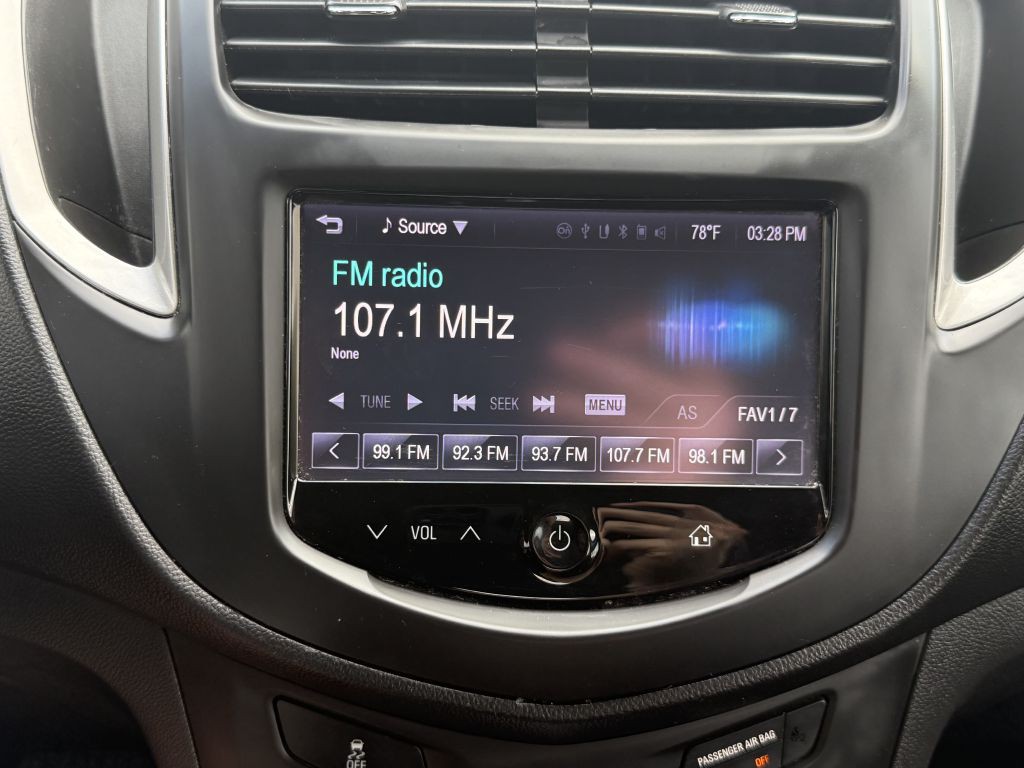 Source 78°F 03:28 PM
FM radio
107.1 MHz
None
TUNE SEEK MENU AS FAV1/7
99.1 FM 92.3 FM 93.7 FM 107.7 FM 98.1 FM
VOL
OFF
PASSENGER AIR BAG
OFF